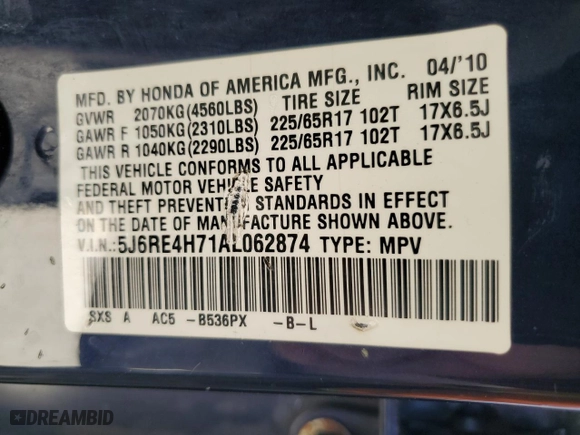 MFD. BY HONDA OF AMERICA MFG., INC. 04/'10
GVWR 2070KG(4560LBS) TIRE SIZE RIM SIZE
GAWR F 1050KG(2310LBS) 225/65R17 102T 17X6.5J
GAWR R 1040KG(2290LBS) 225/65R17 102T 17X6.5J
THIS VEHICLE CONFORMS TO ALL APPLICABLE
FEDERAL MOTOR VEHICLE SAFETY
AND THEFT PREVENTION STANDARDS IN EFFECT
ON THE DATE OF MANUFACTURE SHOWN ABOVE.
V.I.N.:5J6RE4H71AL062874 TYPE: MPV
SXS A AC5 -B536PX -B-L
DREAMBID